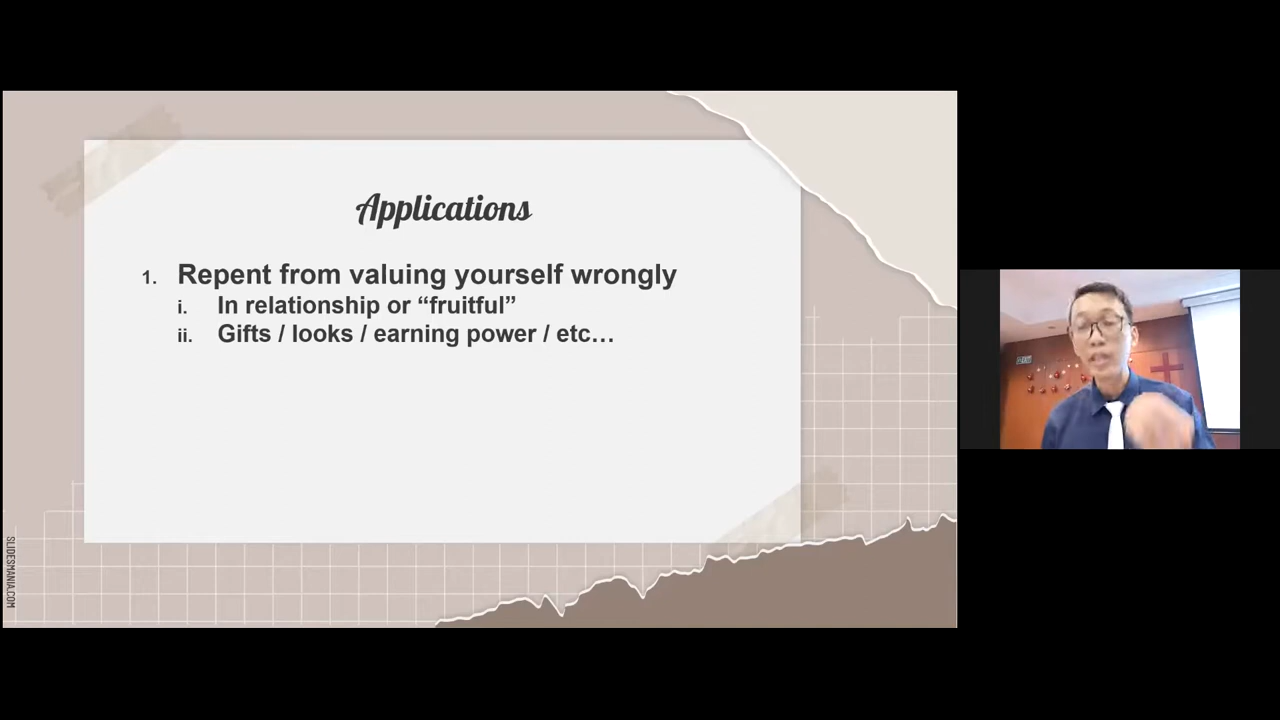 Applications
1. Repent from valuing yourself wrongly
i. In relationship or “fruitful”
ii. Gifts / looks / earning power / etc…
SLIDESMANIA.COM